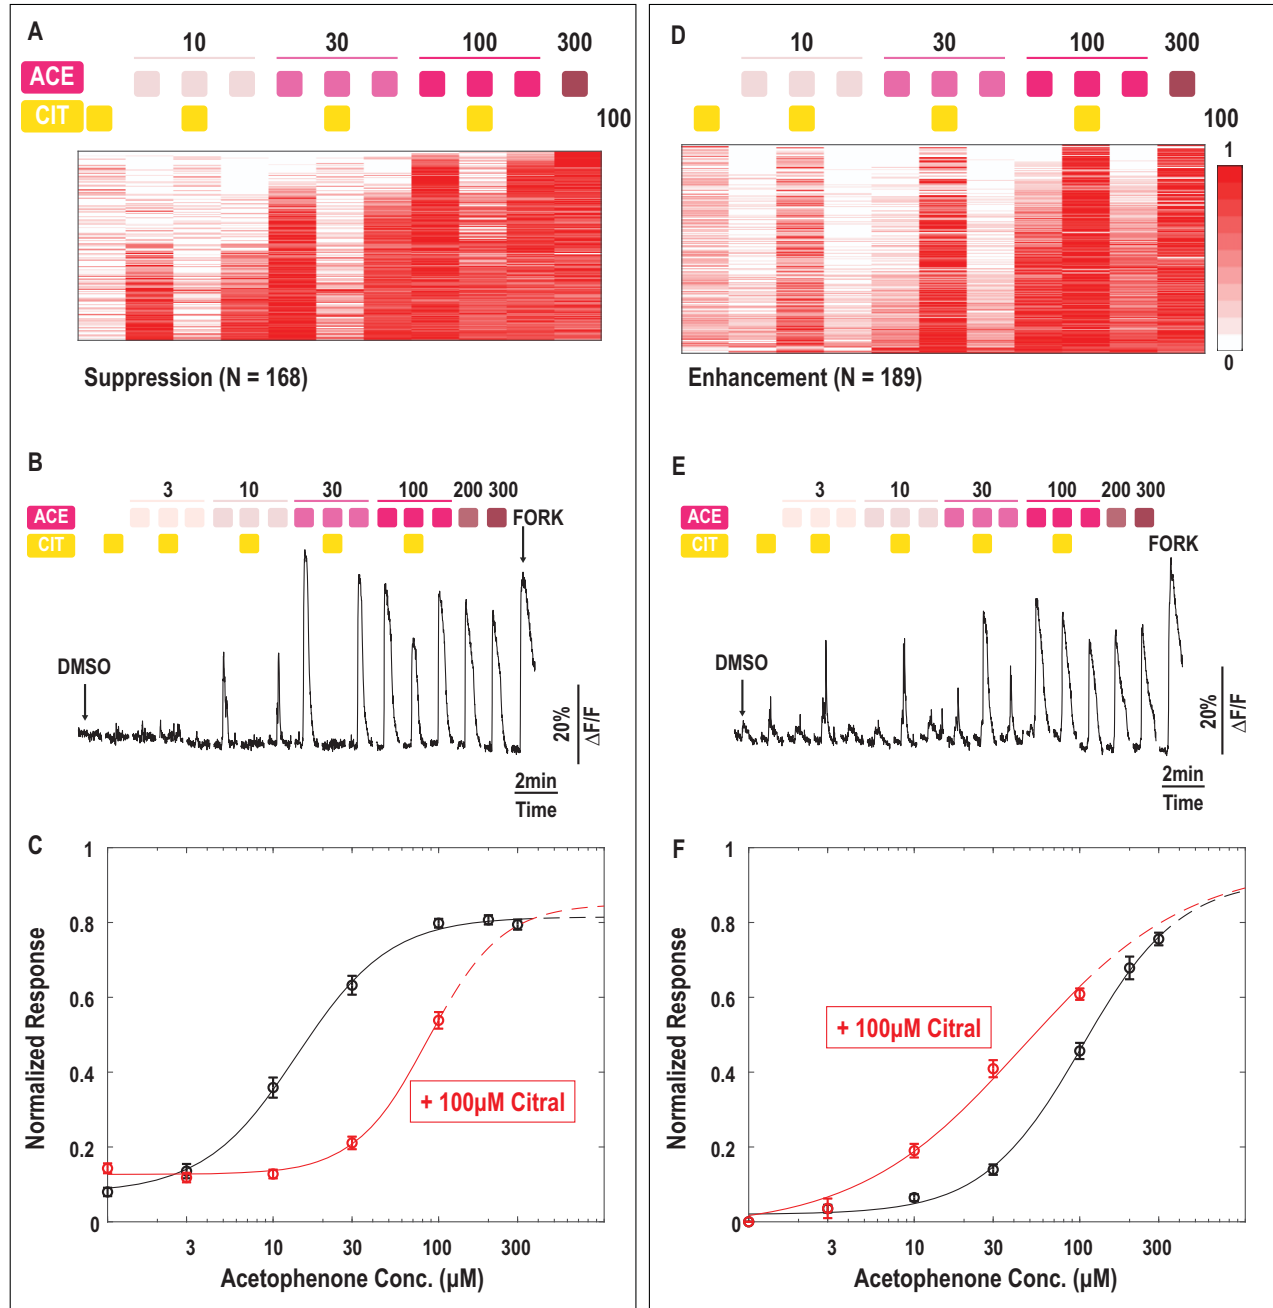 A
10 30 100 300
ACE
CIT
100
Suppression (N = 168)
B
3 10 30 100 200 300
ACE
FORK
CIT
DMSO
20%
ΔF/F
2min
Time
C
1
0.8
0.6
0.4
0.2
0
Normalized Response
+ 100µM Citral
3 10 30 100 300
Acetophenone Conc. (µM)
D
10 30 100 300
ACE
CIT
100
1
0
Enhancement (N = 189)
E
3 10 30 100 200 300
ACE
CIT
FORK
DMSO
20%
ΔF/F
2min
Time
F
1
0.8
0.6
0.4
0.2
0
Normalized Response
+ 100µM Citral
3 10 30 100 300
Acetophenone Conc. (µM)